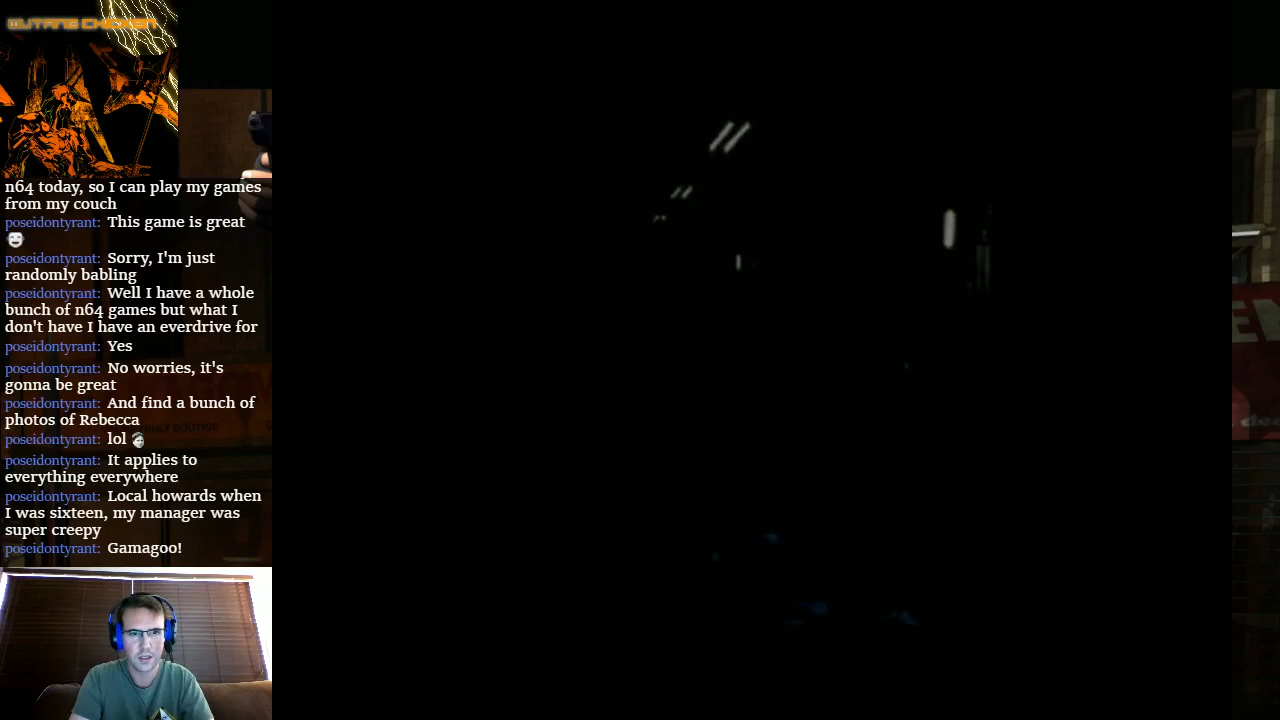 WUTANG CHICKEN
n64 today, so I can play my games
from my couch
poseidontyrant: This game is great
poseidontyrant: Sorry, I'm just
randomly babling
poseidontyrant: Well I have a whole
bunch of n64 games but what I
don't have I have an everdrive for
poseidontyrant: Yes
poseidontyrant: No worries, it's
gonna be great
poseidontyrant: And find a bunch of
photos of Rebecca
poseidontyrant: lol
poseidontyrant: It applies to
everything everywhere
poseidontyrant: Local howards when
I was sixteen, my manager was
super creepy
poseidontyrant: Gamagoo!